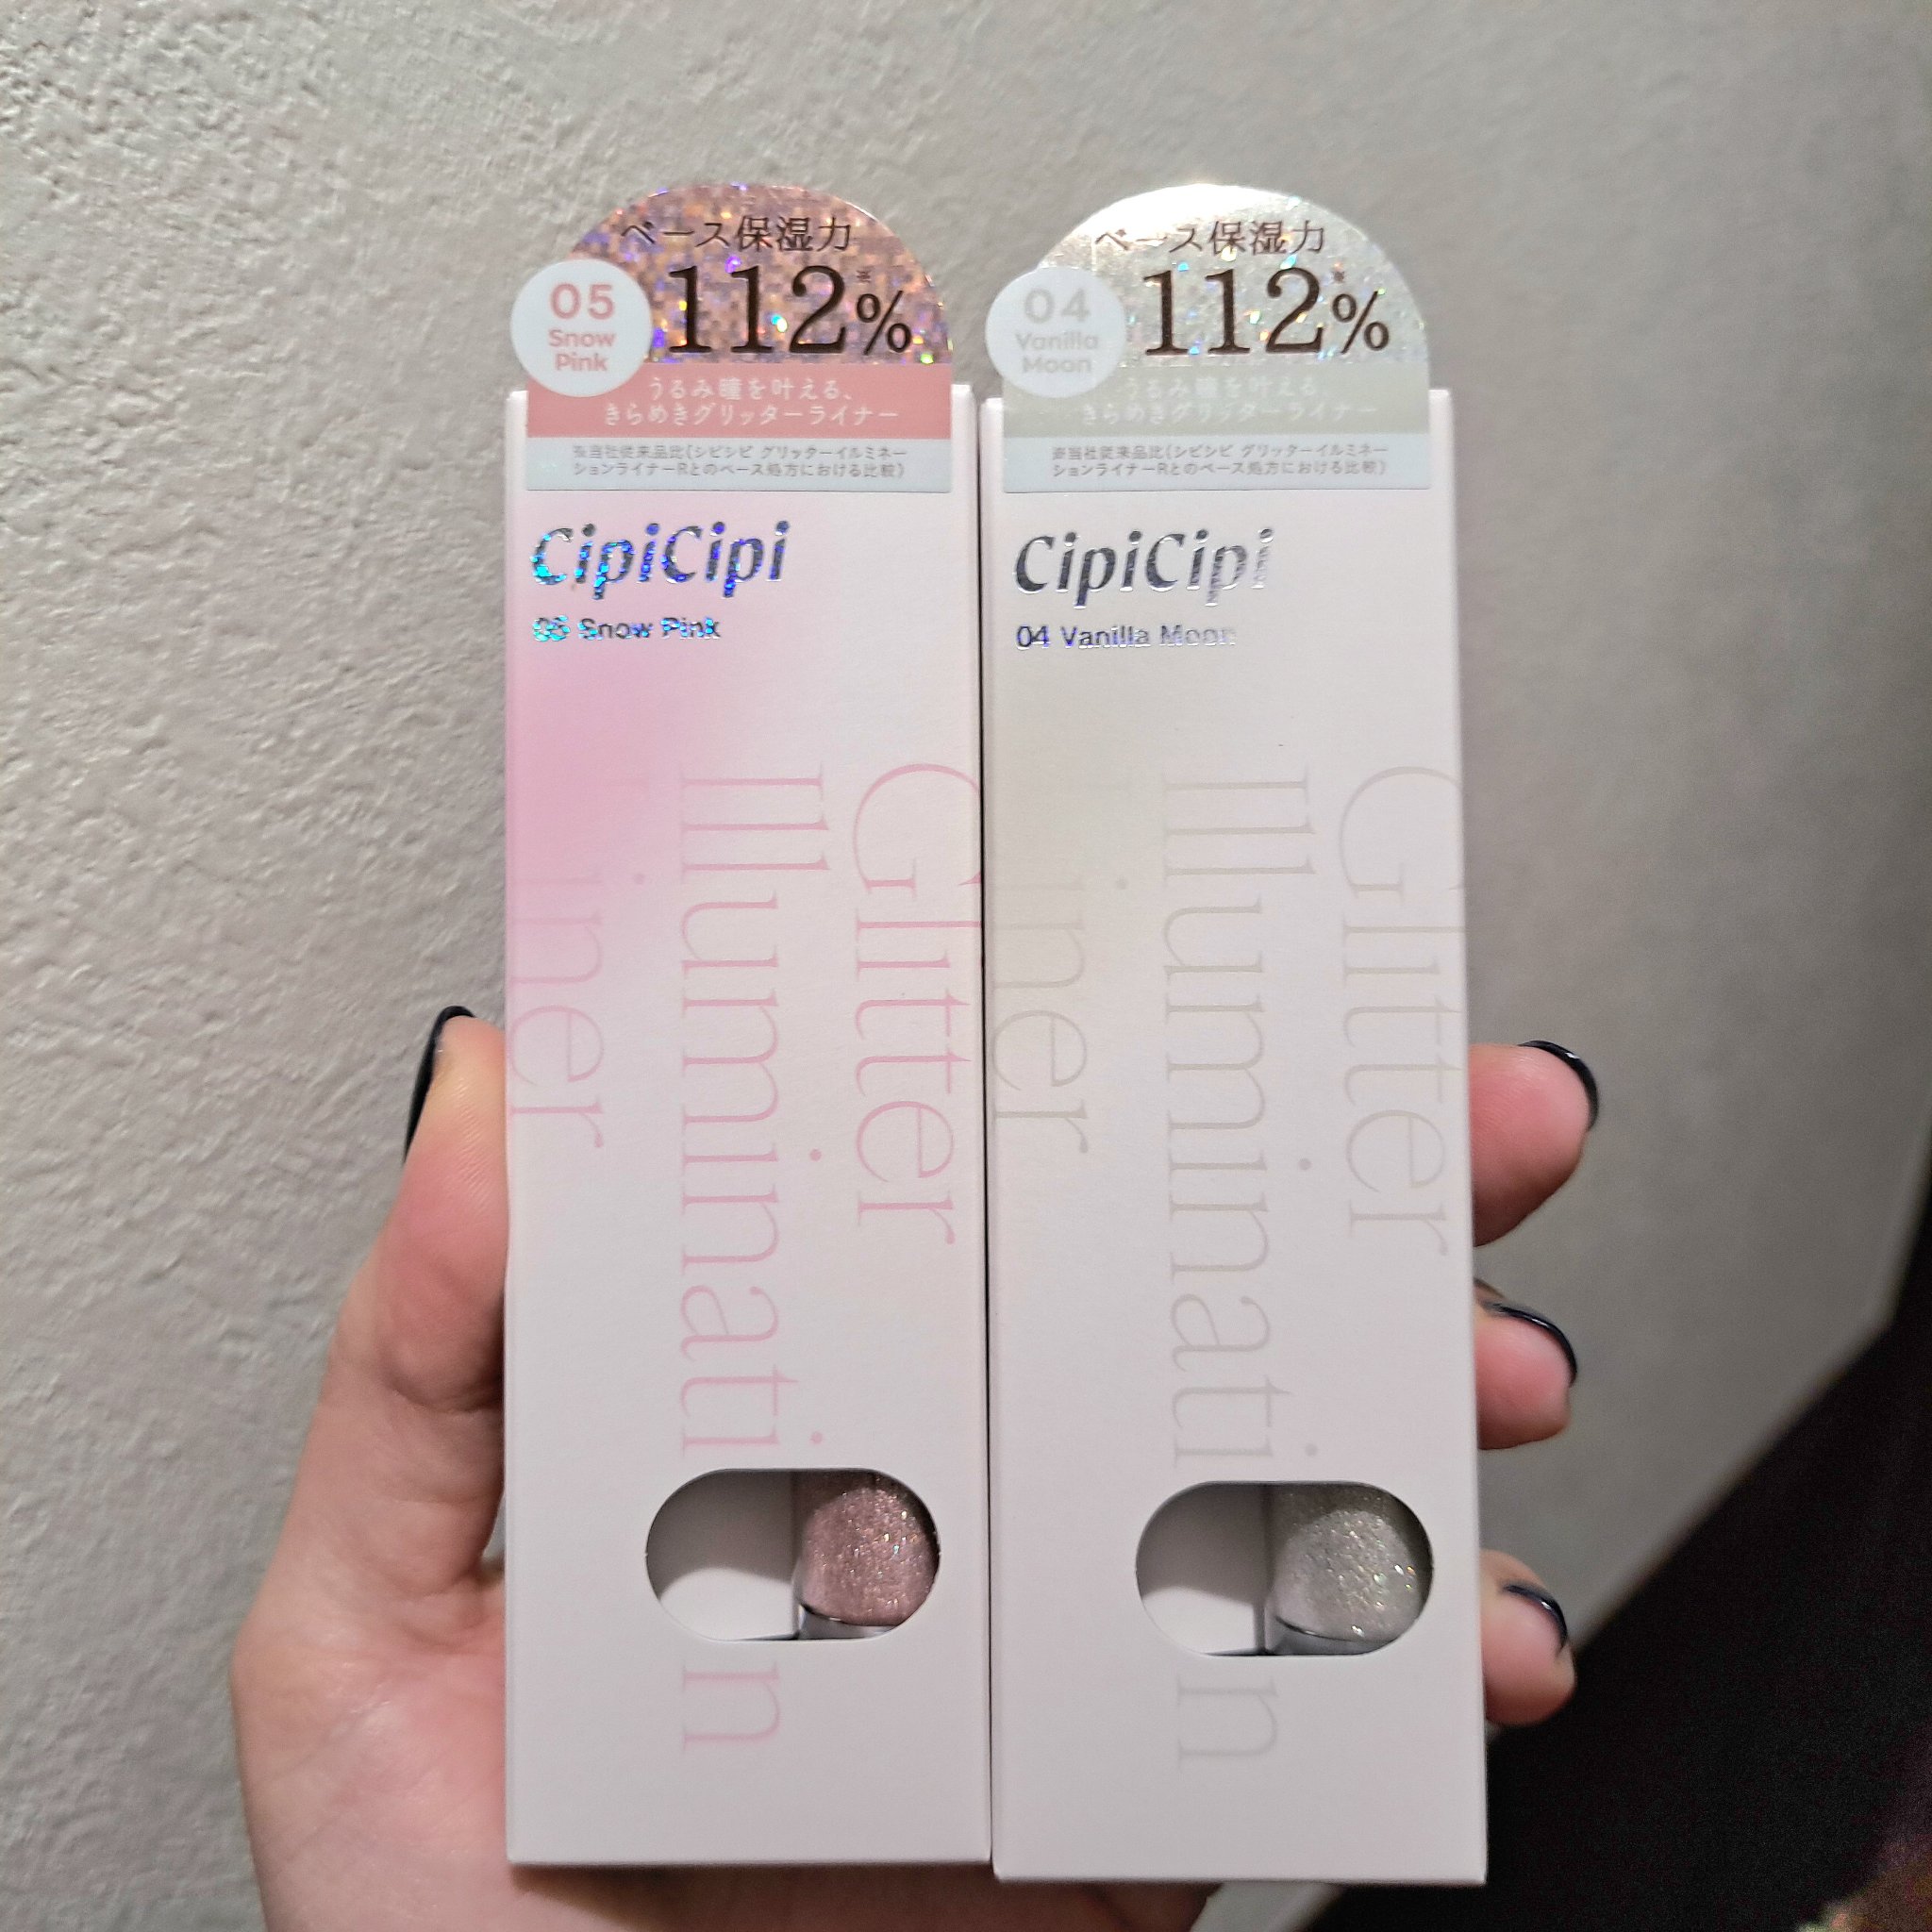 ベース保湿力
112※%
05
Snow
Pink
うるみ瞳を叶える、
きらめきグリッターライナー
※当社従来品比(シピシピ グリッターイルミネー
ションライナーRとのベース処方における比較)
CipiCipi
05 Snow Pink
Glitter
Illuminati n
Liner
ベース保湿力
112※%
04
Vanilla
Moon
うるみ瞳を叶える、
きらめきグリッターライナー
※当社従来品比(シピシピ グリッターイルミネー
ションライナーRとのベース処方における比較)
CipiCipi
04 Vanilla Moon
Glitter
Illuminati n
Liner